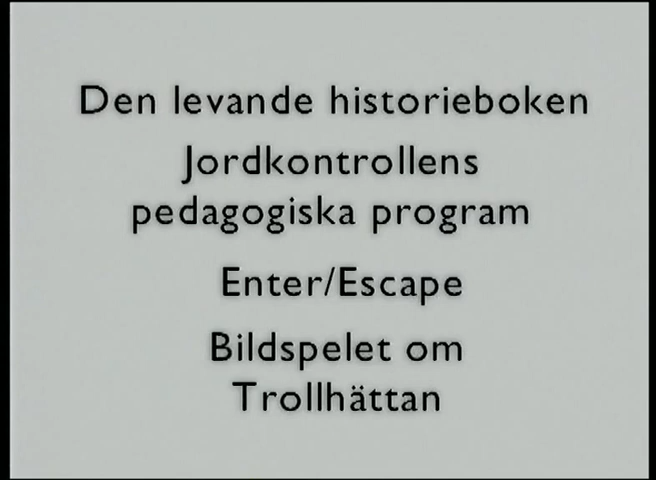 Den levande historieboken
Jordkontrollens
pedagogiska program
Enter/Escape
Bildspelet om
Trollhättan